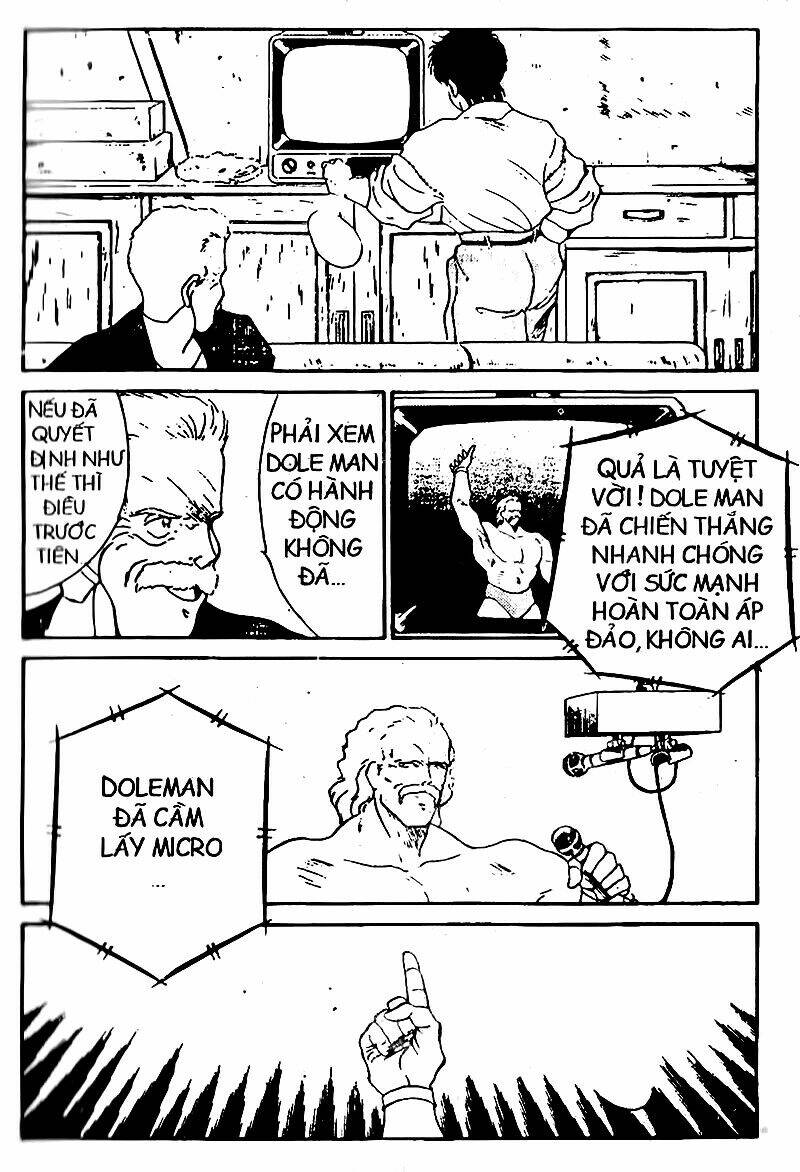 NẾU ĐÃ
QUYẾT
ĐỊNH NHƯ
THẾ THÌ
ĐIỀU
TRƯỚC
TIÊN...
PHẢI XEM
DOLE MAN
CÓ HÀNH
ĐỘNG
KHÔNG
ĐÃ...
QUẢ LÀ TUYỆT
VỜI! DOLE MAN
ĐÃ CHIẾN THẮNG
NHANH CHÓNG
VỚI SỨC MẠNH
HOÀN TOÀN ÁP
ĐẢO, KHÔNG AI...
DOLEMAN
ĐÃ CẦM
LẤY MICRO
...